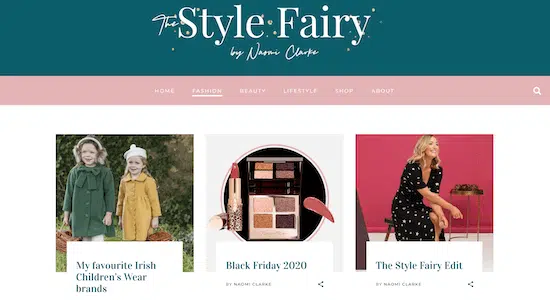 The Style Fairy
by Naomi Clarke
HOME FASHION BEAUTY LIFESTYLE SHOP ABOUT
My favourite Irish
Children's Wear
brands
Black Friday 2020
BY NAOMI CLARKE
The Style Fairy Edit
BY NAOMI CLARKE